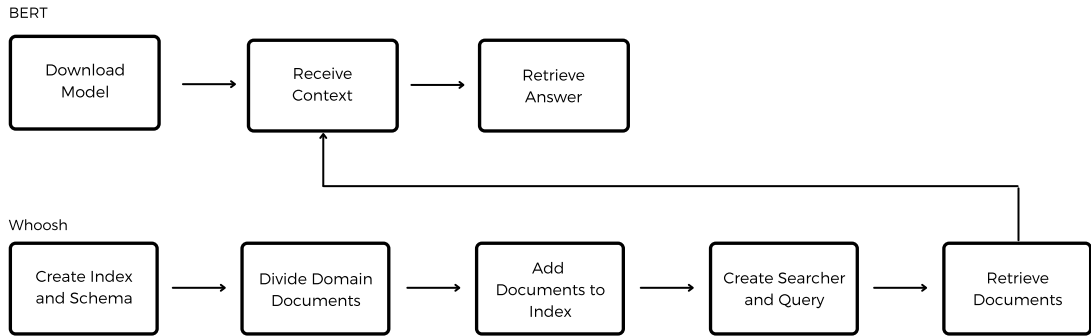 BERT
Download
Model
Receive
Context
Retrieve
Answer
Whoosh
Create Index
and Schema
Divide Domain
Documents
Add
Documents to
Index
Create Searcher
and Query
Retrieve
Documents